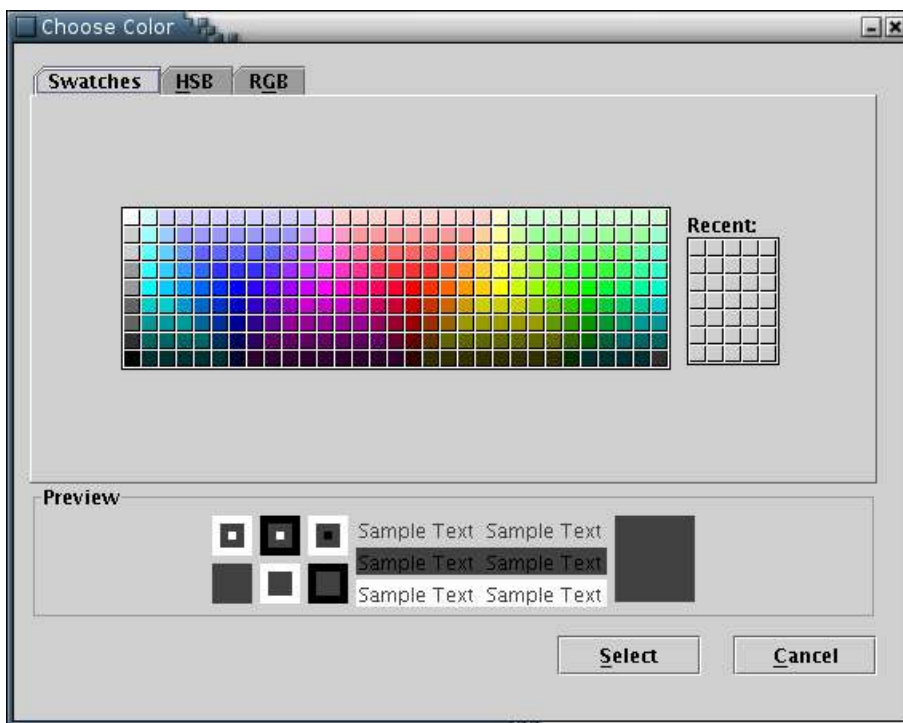 Choose Color
Swatches HSB RGB
Recent:
Preview
Sample Text Sample Text
Sample Text Sample Text
Sample Text Sample Text
Select Cancel